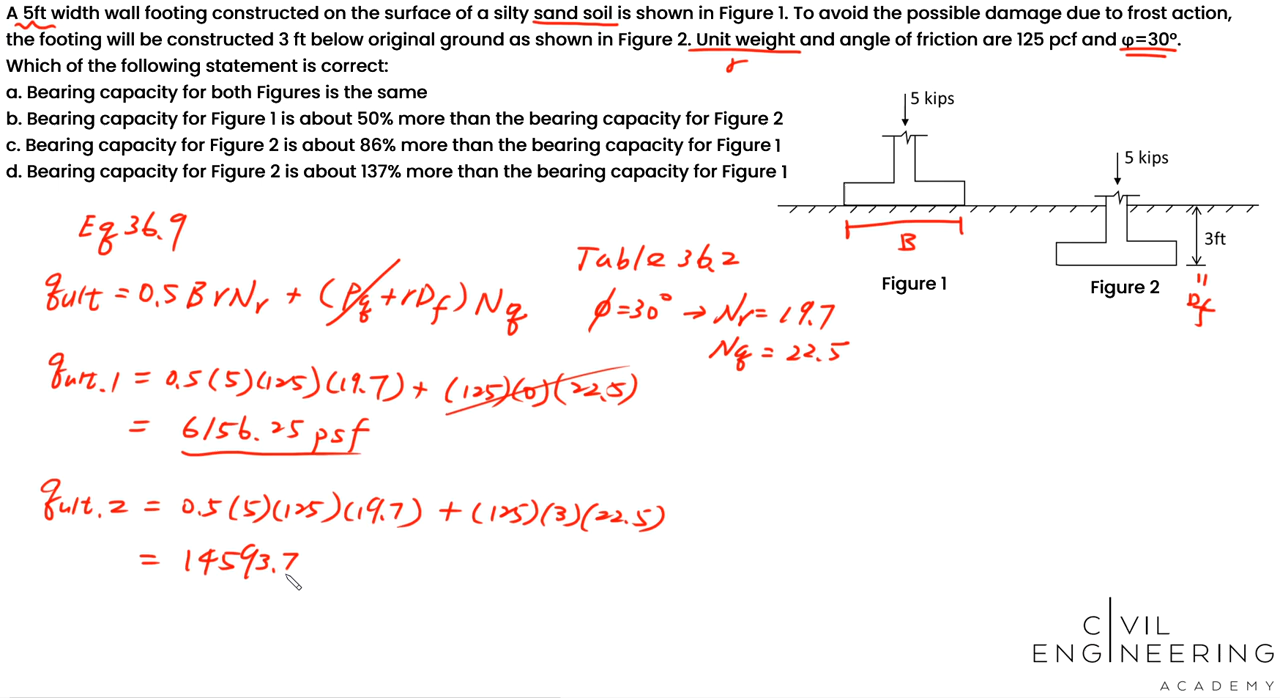 A 5ft width wall footing constructed on the surface of a silty sand soil is shown in Figure 1. To avoid the possible damage due to frost action,
the footing will be constructed 3 ft below original ground as shown in Figure 2. Unit weight and angle of friction are 125 pcf and φ=30º.
Which of the following statement is correct:
γ
a. Bearing capacity for both Figures is the same
b. Bearing capacity for Figure 1 is about 50% more than the bearing capacity for Figure 2
c. Bearing capacity for Figure 2 is about 86% more than the bearing capacity for Figure 1
d. Bearing capacity for Figure 2 is about 137% more than the bearing capacity for Figure 1
5 kips
5 kips
B
3ft
Figure 1
Figure 2
"
Df
Eq 36.9
qult = 0.5 B γ Nγ + (Pq + γDf) Nq
Table 36.2
φ=30° → Nγ = 19.7
Nq = 22.5
qult.1 = 0.5(5)(125)(19.7) + (125)(0)(22.5)
= 6156.25 psf
qult.2 = 0.5(5)(125)(19.7) + (125)(3)(22.5)
= 14593.7
CIVIL
ENGINEERING
ACADEMY